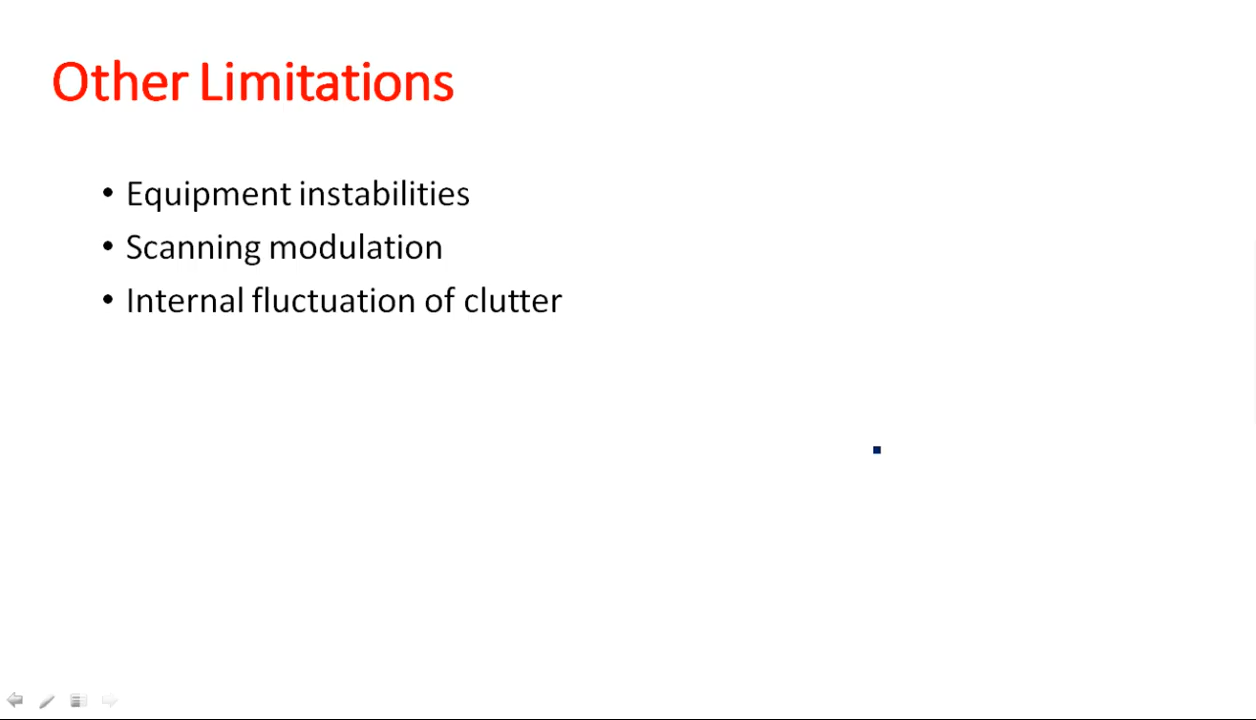 Other Limitations
• Equipment instabilities
• Scanning modulation
• Internal fluctuation of clutter